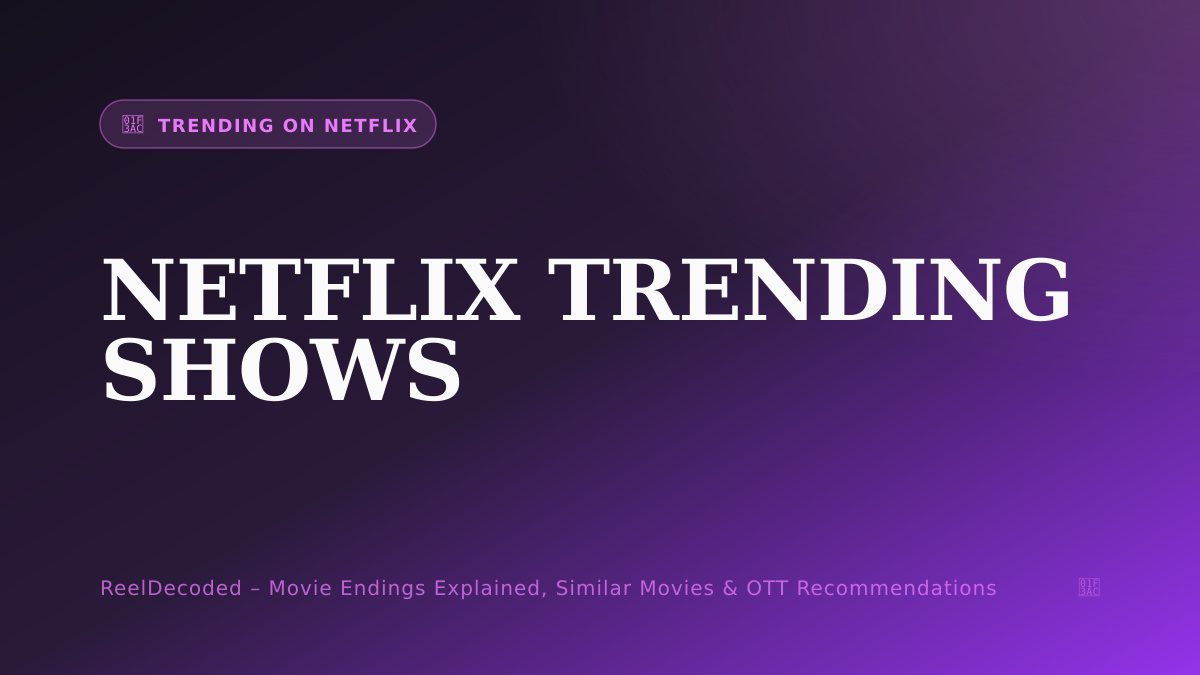 TRENDING ON NETFLIX
NETFLIX TRENDING
SHOWS
ReelDecoded – Movie Endings Explained, Similar Movies & OTT Recommendations